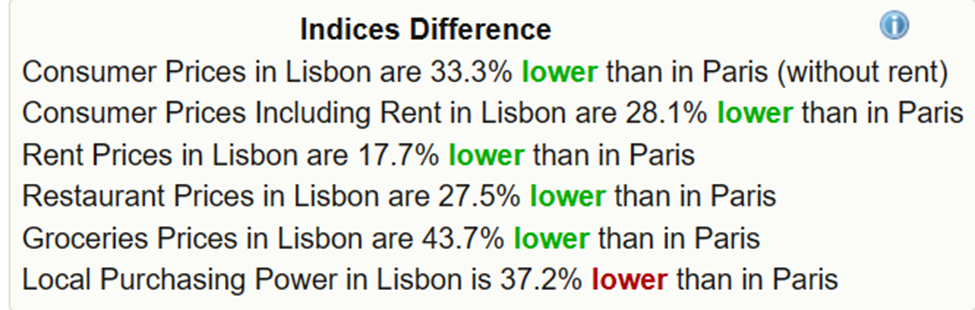 Indices Difference
Consumer Prices in Lisbon are 33.3% lower than in Paris (without rent)
Consumer Prices Including Rent in Lisbon are 28.1% lower than in Paris
Rent Prices in Lisbon are 17.7% lower than in Paris
Restaurant Prices in Lisbon are 27.5% lower than in Paris
Groceries Prices in Lisbon are 43.7% lower than in Paris
Local Purchasing Power in Lisbon is 37.2% lower than in Paris